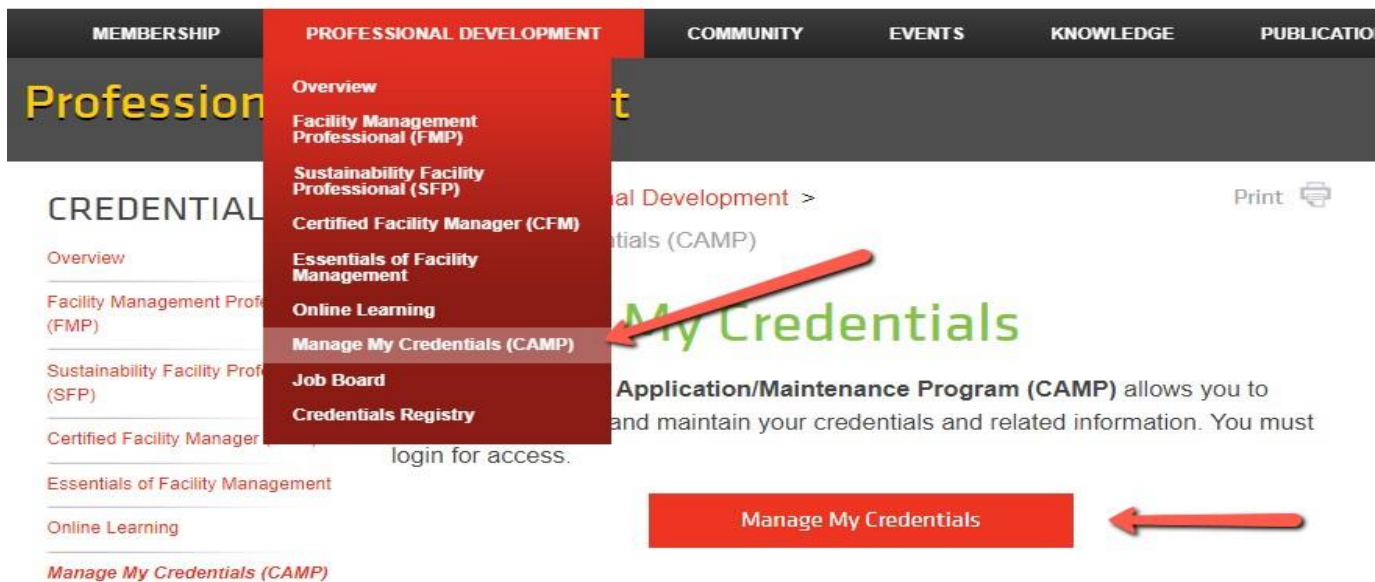 MEMBERSHIP PROFESSIONAL DEVELOPMENT COMMUNITY EVENTS KNOWLEDGE PUBLICATIO
Profession t
Overview
Facility Management
Professional (FMP)
Sustainability Facility
Professional (SFP)
Certified Facility Manager (CFM)
Essentials of Facility
Management
Online Learning
Manage My Credentials (CAMP)
Job Board
Credentials Registry
CREDENTIAL
Overview
Facility Management Profe
(FMP)
Sustainability Facility Profe
(SFP)
Certified Facility Manager
Essentials of Facility Management
Online Learning
Manage My Credentials (CAMP)
al Development >
Print
tials (CAMP)
My Credentials
Application/Maintenance Program (CAMP) allows you to
and maintain your credentials and related information. You must
login for access.
Manage My Credentials